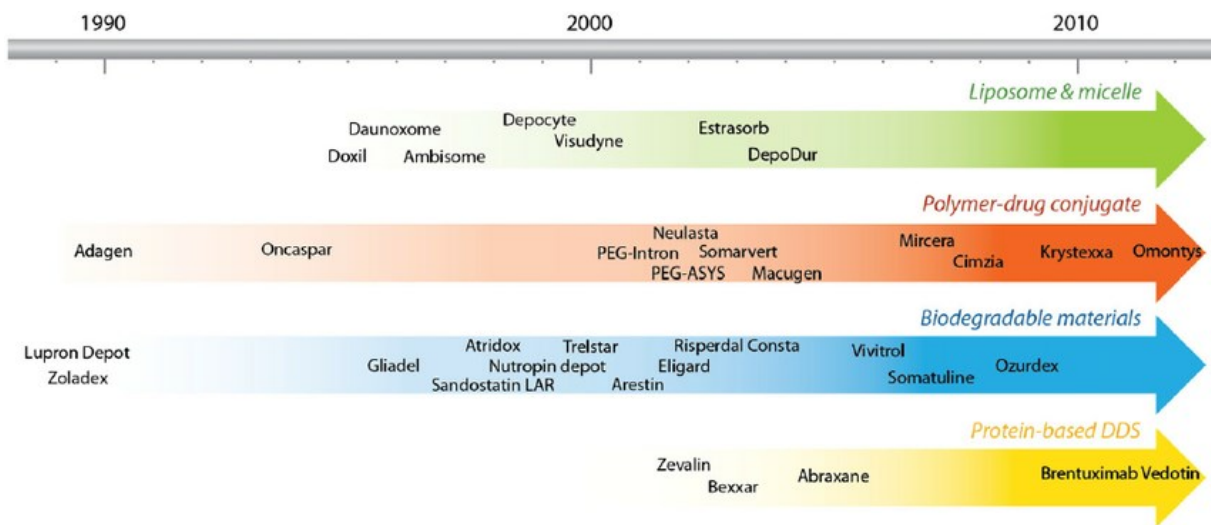 1990 2000 2010
Liposome & micelle
Depocyte
Daunoxome Visudyne Estrasorb
Doxil Ambisome DepoDur
Polymer-drug conjugate
Neulasta Mircera
Adagen Oncaspar PEG-Intron Somarvert Cimzia Krystexxa Omontys
PEG-ASYS Macugen
Biodegradable materials
Lupron Depot Atridox Trelstar Risperdal Consta Vivitrol
Gliadel Nutropin depot Eligard Ozurdex
Zoladex Sandostatin LAR Arestin Somatuline
Protein-based DDS
Zevalin Abraxane Brentuximab Vedotin
Bexxar